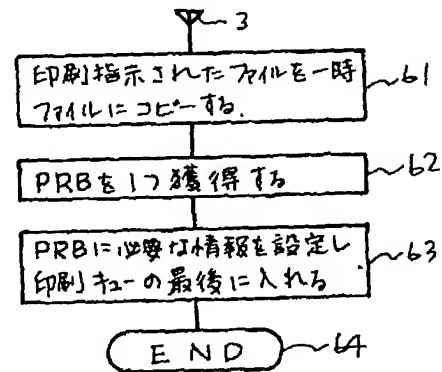 3
印刷指示されたファイルを一時
ファイルにコピーする.
61
PRBを1つ獲得する
62
PRBに必要な情報を設定し
印刷キューの最後に入れる.
63
END
64